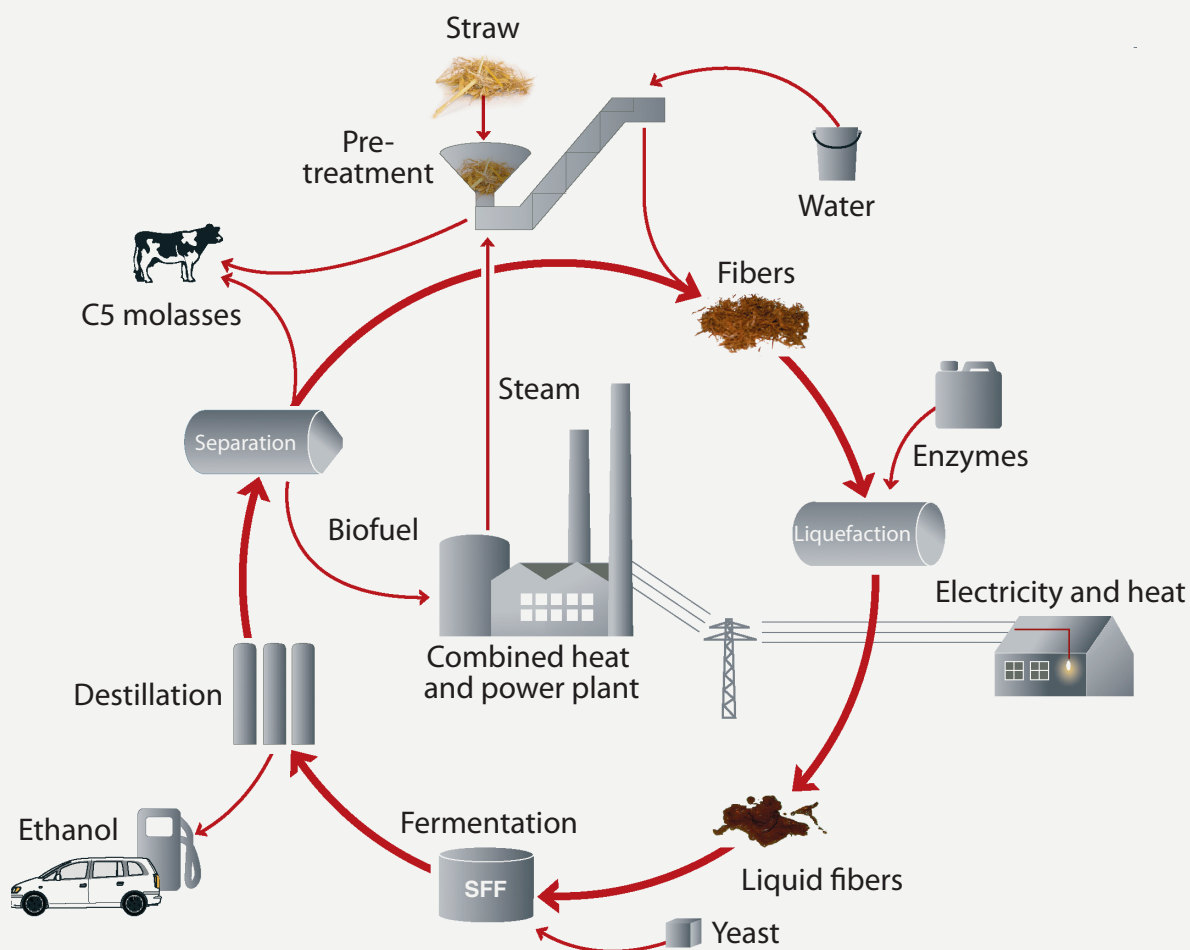 Straw
Pre-
treatment
Water
C5 molasses
Fibers
Steam
Separation
Enzymes
Biofuel
Liquefaction
Electricity and heat
Combined heat
and power plant
Destillation
Ethanol
Fermentation
SFF
Liquid fibers
Yeast